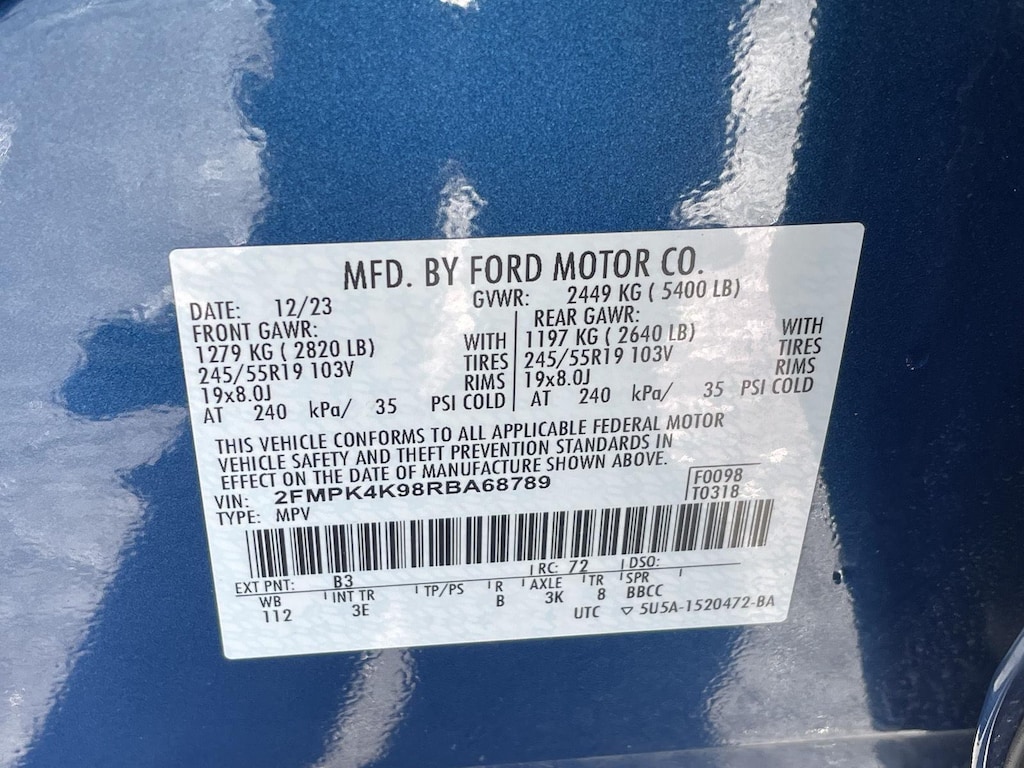 MFD. BY FORD MOTOR CO.
DATE: 12/23 GVWR: 2449 KG ( 5400 LB)
FRONT GAWR: REAR GAWR:
1279 KG ( 2820 LB) WITH 1197 KG ( 2640 LB) WITH
245/55R19 103V TIRES 245/55R19 103V TIRES
19x8.0J RIMS 19x8.0J RIMS
AT 240 kPa/ 35 PSI COLD AT 240 kPa/ 35 PSI COLD
THIS VEHICLE CONFORMS TO ALL APPLICABLE FEDERAL MOTOR
VEHICLE SAFETY AND THEFT PREVENTION STANDARDS IN
EFFECT ON THE DATE OF MANUFACTURE SHOWN ABOVE.
VIN: 2FMPK4K98RBA68789 F0098
TYPE: MPV T0318
EXT PNT: B3 RC: 72 DSO:
WB INT TR TP/PS R AXLE TR SPR
112 3E B 3K 8 BBCC
UTC ▽ 5U5A-1520472-BA